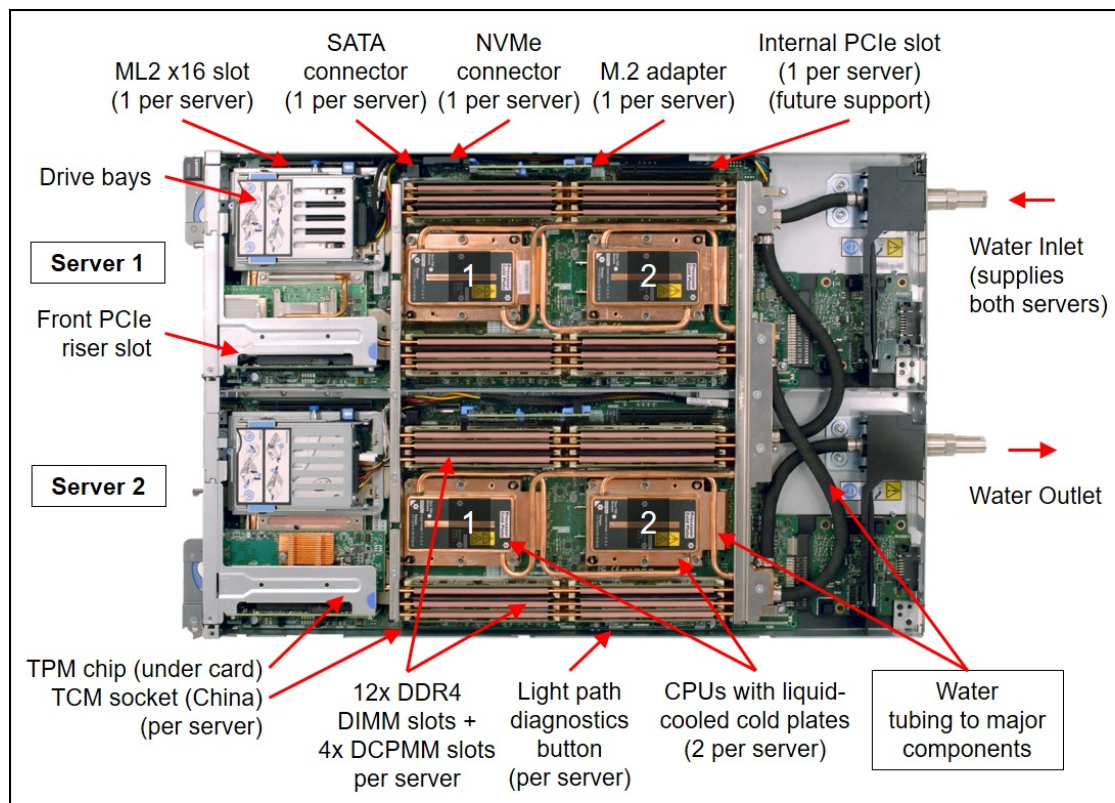 SATA
connector
(1 per server)
NVMe
connector
(1 per server)
Internal PCIe slot
(1 per server)
(future support)
ML2 x16 slot
(1 per server)
M.2 adapter
(1 per server)
Drive bays
Server 1
1
2
Water Inlet
(supplies
both servers)
Front PCIe
riser slot
Server 2
1
2
Water Outlet
TPM chip (under card)
TCM socket (China)
(per server)
12x DDR4
DIMM slots +
4x DCPMM slots
per server
Light path
diagnostics
button
(per server)
CPUs with liquid-
cooled cold plates
(2 per server)
Water
tubing to major
components